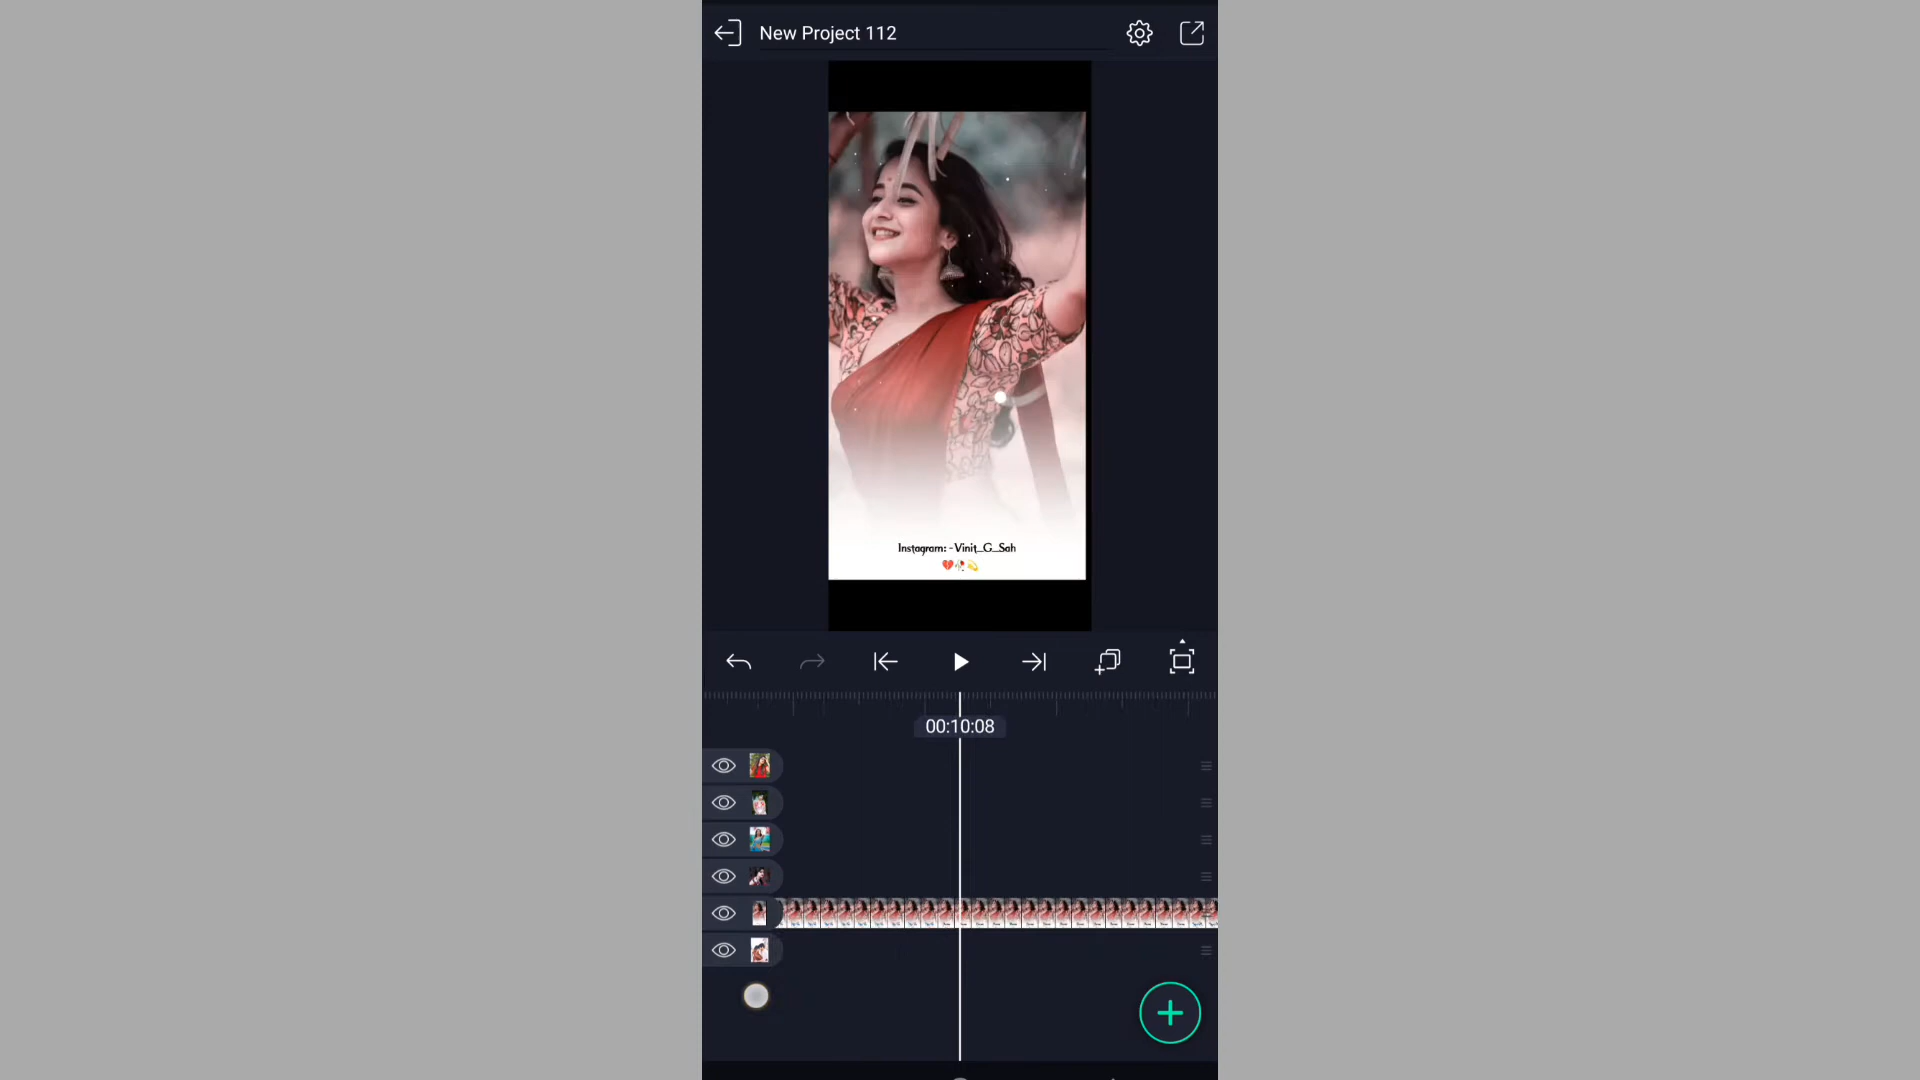 New Project 112
Instagram: - Vinit_G_Sah
💔🥀💫
00:10:08